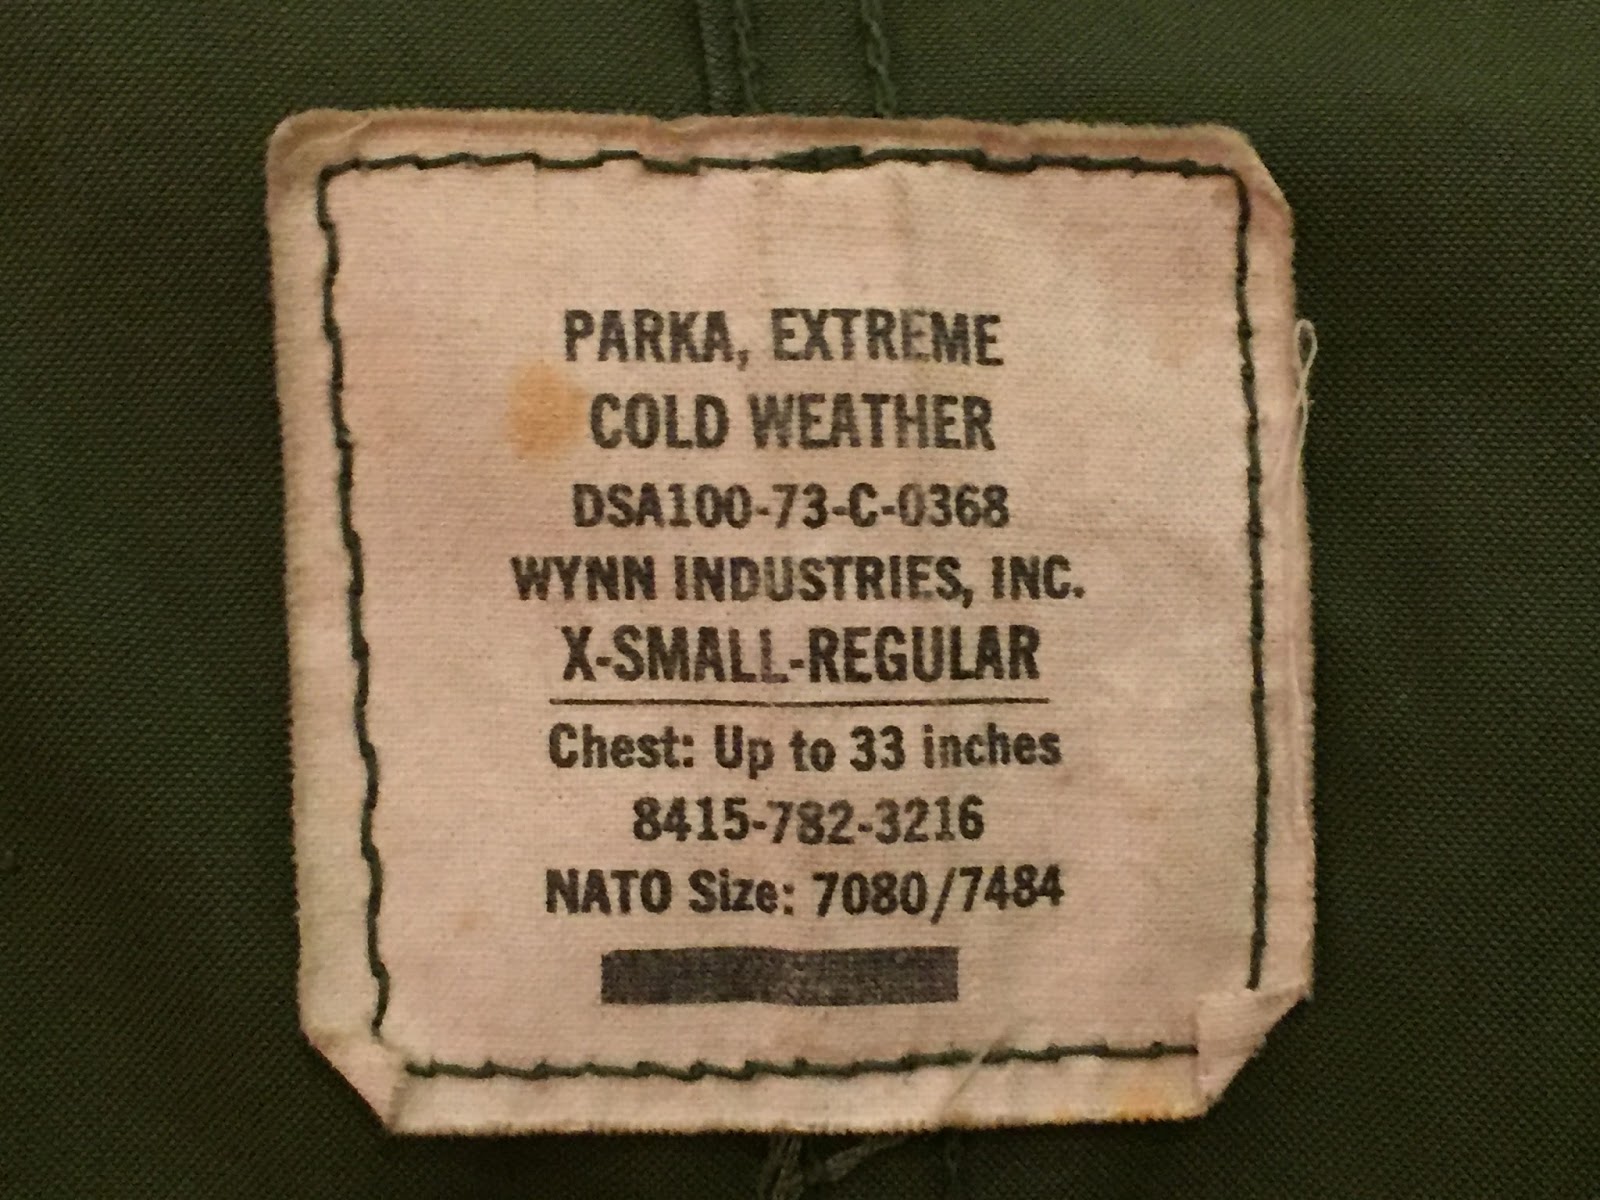 PARKA, EXTREME
COLD WEATHER
DSA100-73-C-0368
WYNN INDUSTRIES, INC.
X-SMALL-REGULAR
Chest: Up to 33 inches
8415-782-3216
NATO Size: 7080/7484